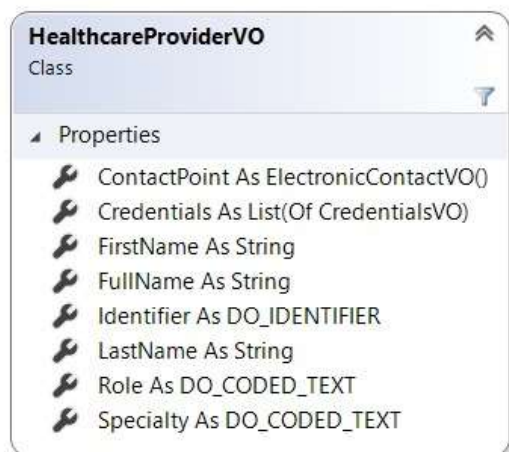 HealthcareProviderVO
Class
Properties
ContactPoint As ElectronicContactVO()
Credentials As List(Of CredentialsVO)
FirstName As String
FullName As String
Identifier As DO_IDENTIFIER
LastName As String
Role As DO_CODED_TEXT
Specialty As DO_CODED_TEXT